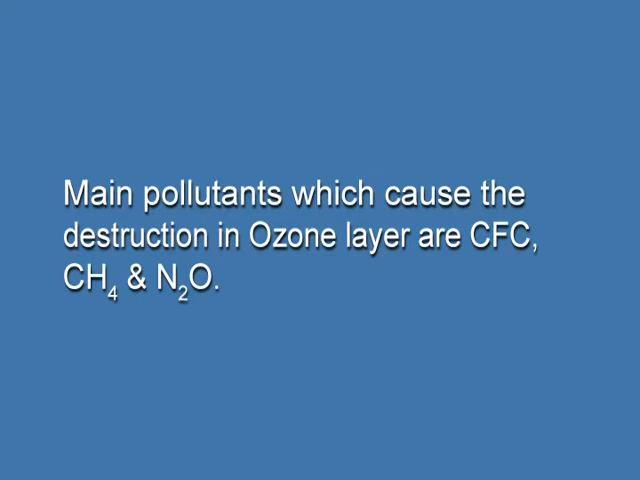 Main pollutants which cause the
destruction in Ozone layer are CFC,
CH₄ & N₂O.